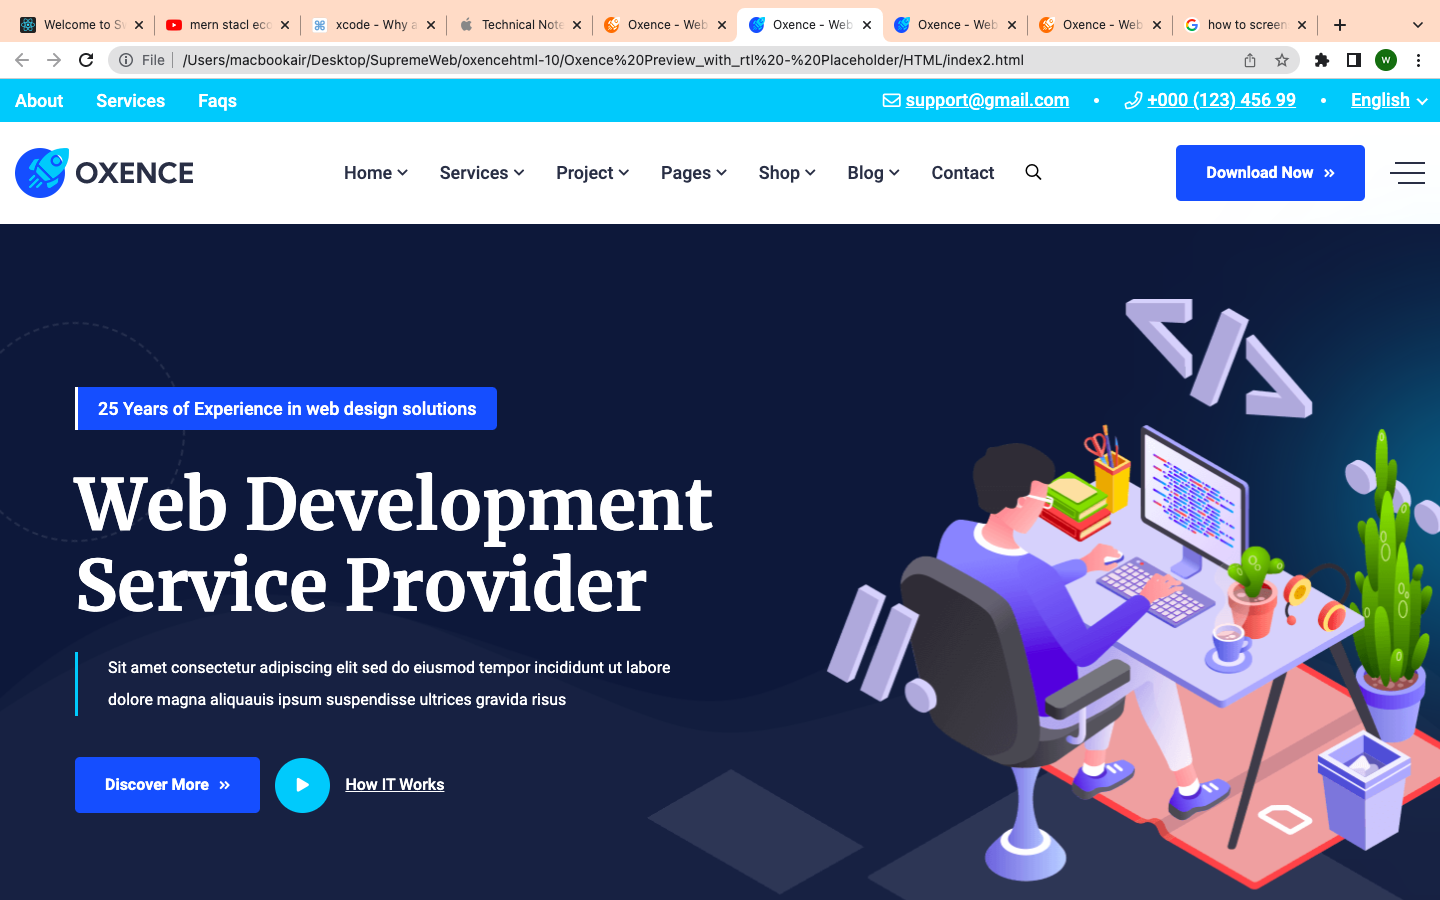 Welcome to Sw
mern stacl eco
xcode - Why a
Technical Note
Oxence - Web
Oxence - Web
Oxence - Web
Oxence - Web
how to screen
File
/Users/macbookair/Desktop/SupremeWeb/oxencehtml-10/Oxence%20Preview_with_rtl%20-%20Placeholder/HTML/index2.html
W
About Services Faqs
support@gmail.com • +000 (123) 456 99 • English
OXENCE
Home Services Project Pages Shop Blog Contact
Download Now »
25 Years of Experience in web design solutions
Web Development
Service Provider
Sit amet consectetur adipiscing elit sed do eiusmod tempor incididunt ut labore
dolore magna aliquauis ipsum suspendisse ultrices gravida risus
Discover More »
How IT Works